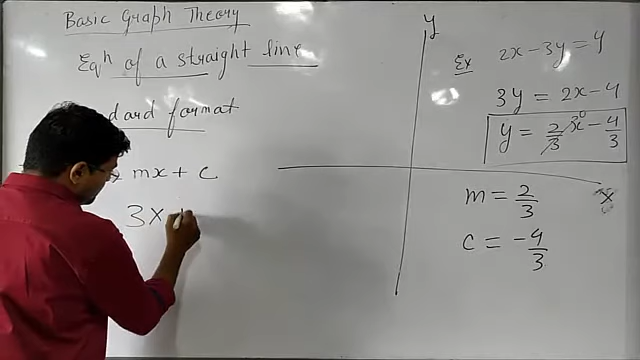 Basic Graph Theory
Eqⁿ of a straight line
dard format
mx + c
3x
y
x
Ex 2x - 3y = 4
3y = 2x - 4
y = 2/3 x - 4/3
m = 2/3
c = -4/3